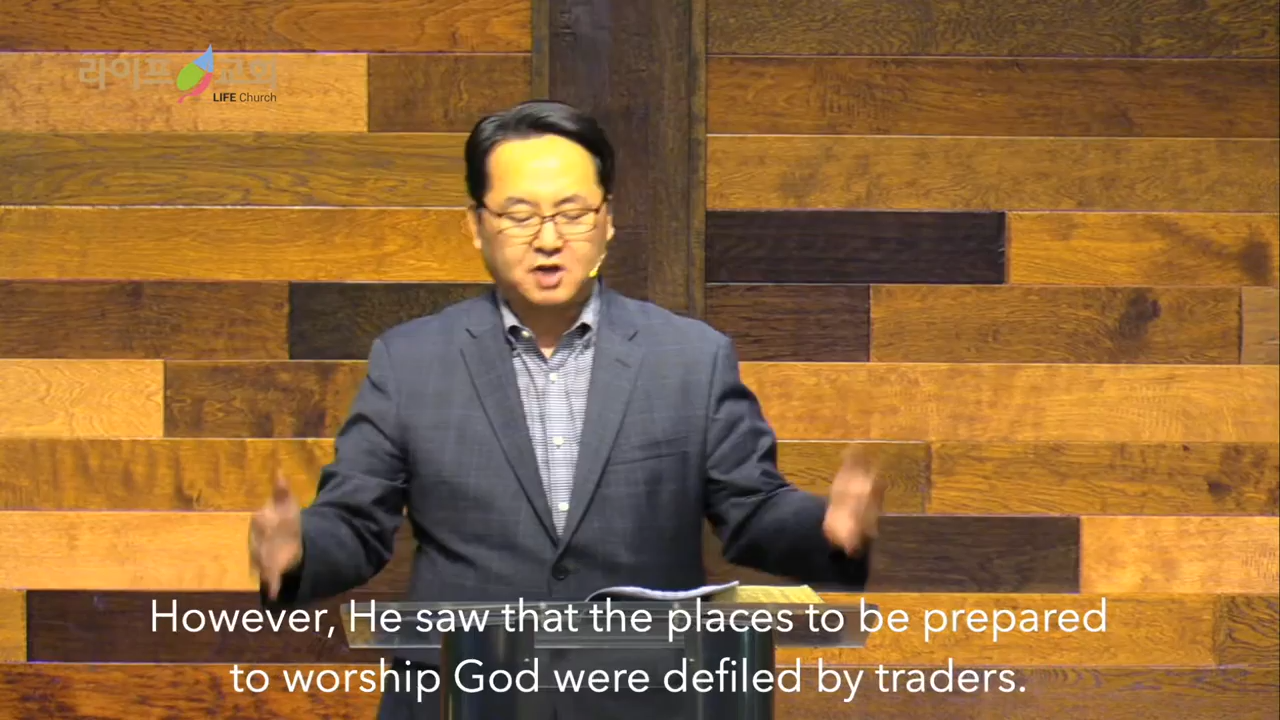 라이프 교회
LIFE Church
However, He saw that the places to be prepared
to worship God were defiled by traders.